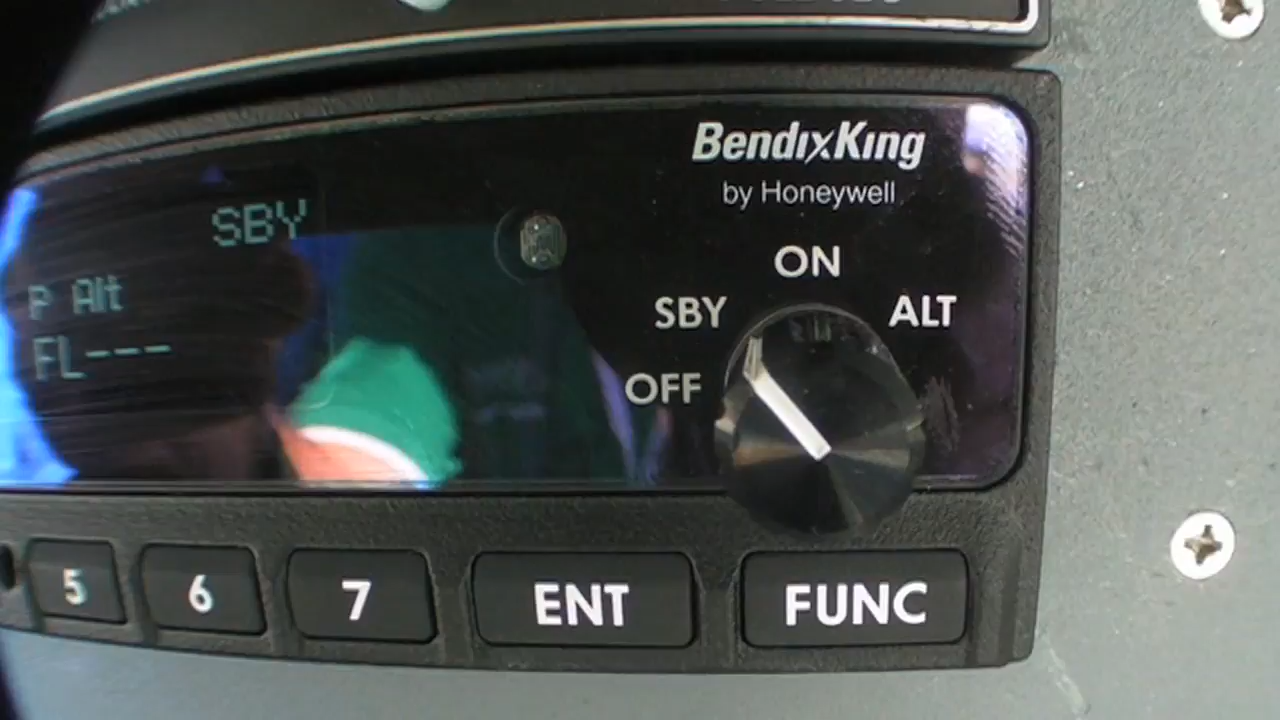 BendixKing
by Honeywell
SBY
ON
P Alt
SBY
ALT
FL---
OFF
5
6
7
ENT
FUNC